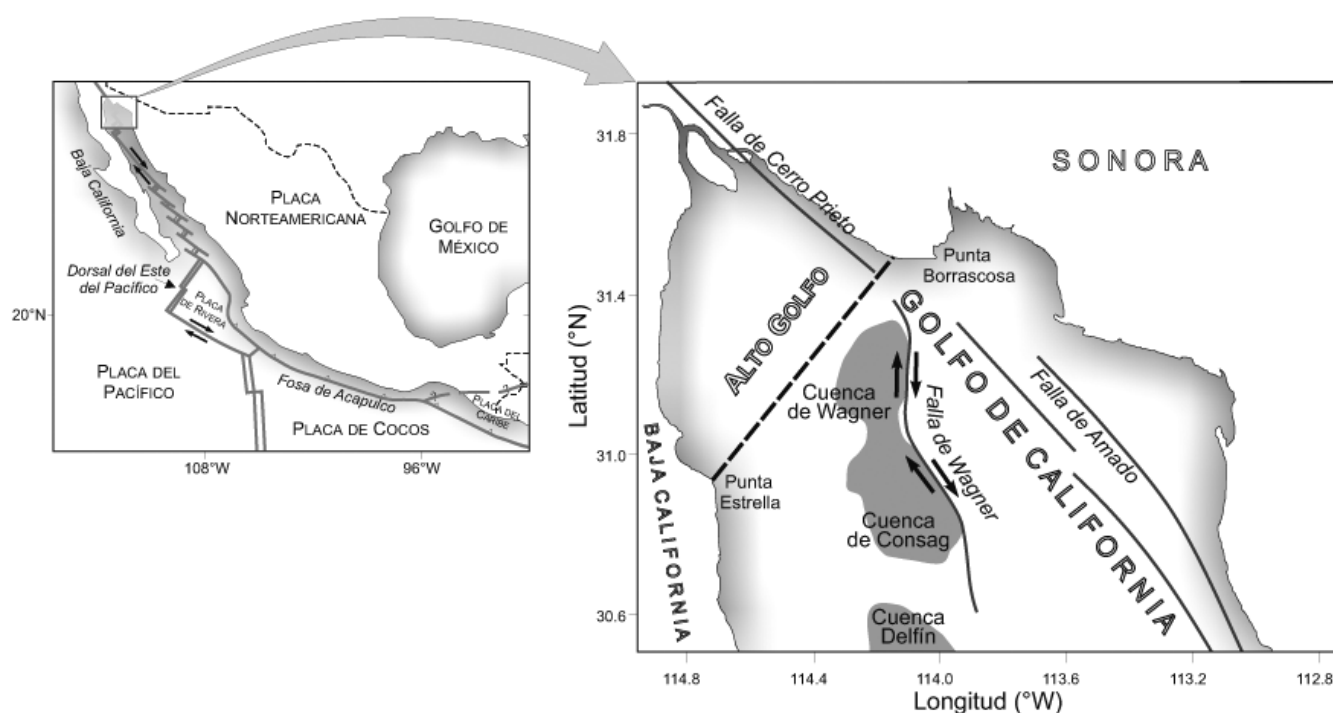 Baja California
PLACA
NORTEAMERICANA
GOLFO DE
MÉXICO
Dorsal del Este
del Pacífico
PLACA
DE RIVERA
20°N
PLACA DEL
PACÍFICO
Fosa de Acapulco
PLACA DE COCOS
PLACA DEL
CARIBE
108°W
96°W
Falla de Cerro Prieto
SONORA
31.8
31.4
31.0
30.6
Latitud (°N)
Punta
Borrascosa
ALTO GOLFO
GOLFO DE CALIFORNIA
Cuenca
de Wagner
Falla de Wagner
Falla de Amado
BAJA CALIFORNIA
Punta
Estrella
Cuenca
de Consag
Cuenca
Delfín
114.8
114.4
114.0
113.6
113.2
112.8
Longitud (°W)